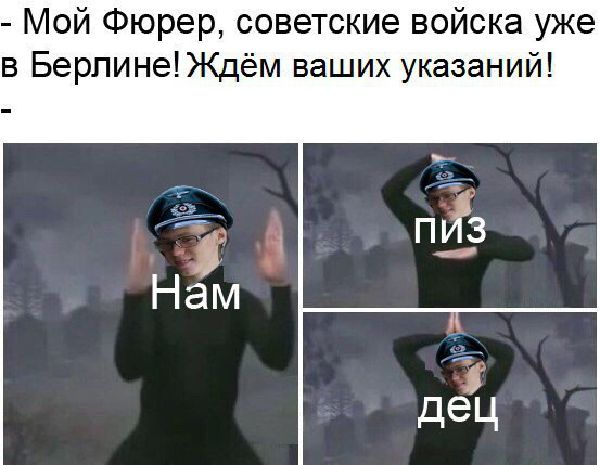 - Мой Фюрер, советские войска уже
в Берлине! Ждём ваших указаний!
-
Нам
пиз
дец